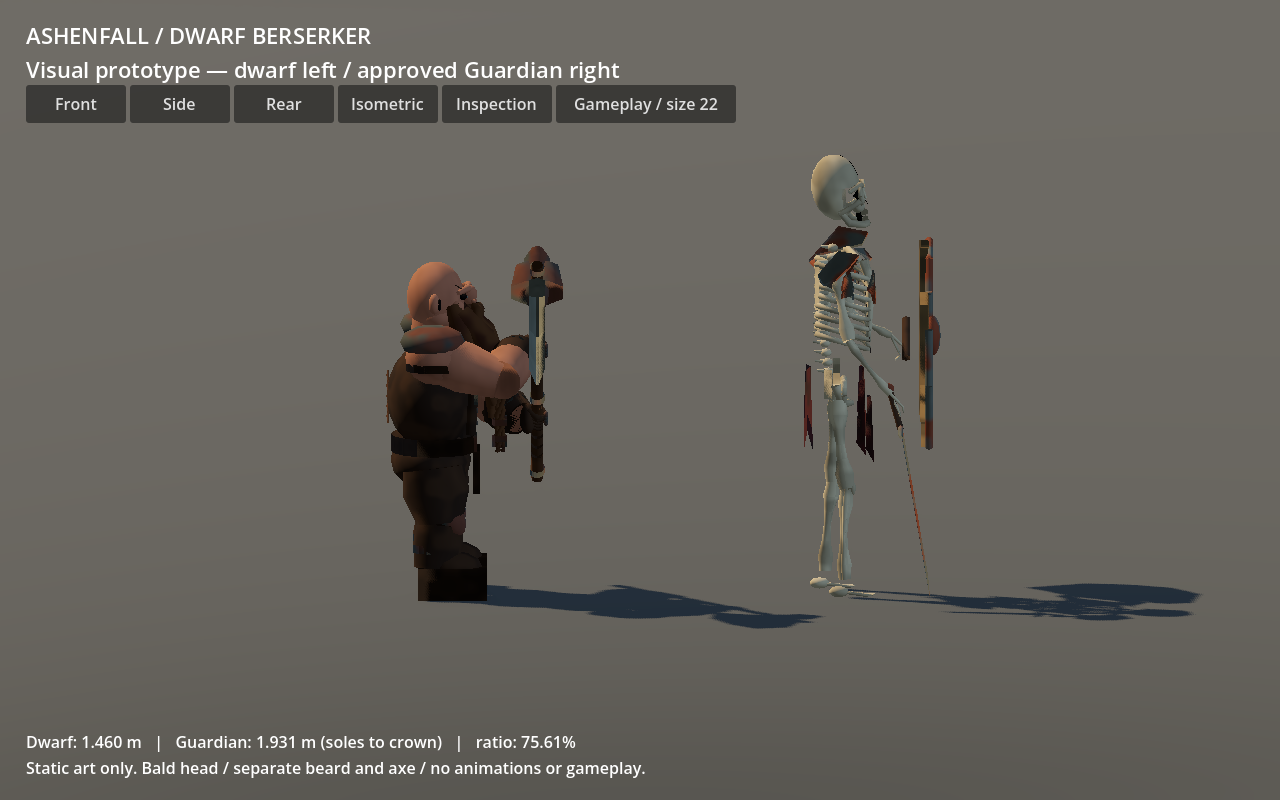 ASHENFALL / DWARF BERSERKER
Visual prototype — dwarf left / approved Guardian right
Front Side Rear Isometric Inspection Gameplay / size 22
Dwarf: 1.460 m | Guardian: 1.931 m (soles to crown) | ratio: 75.61%
Static art only. Bald head / separate beard and axe / no animations or gameplay.